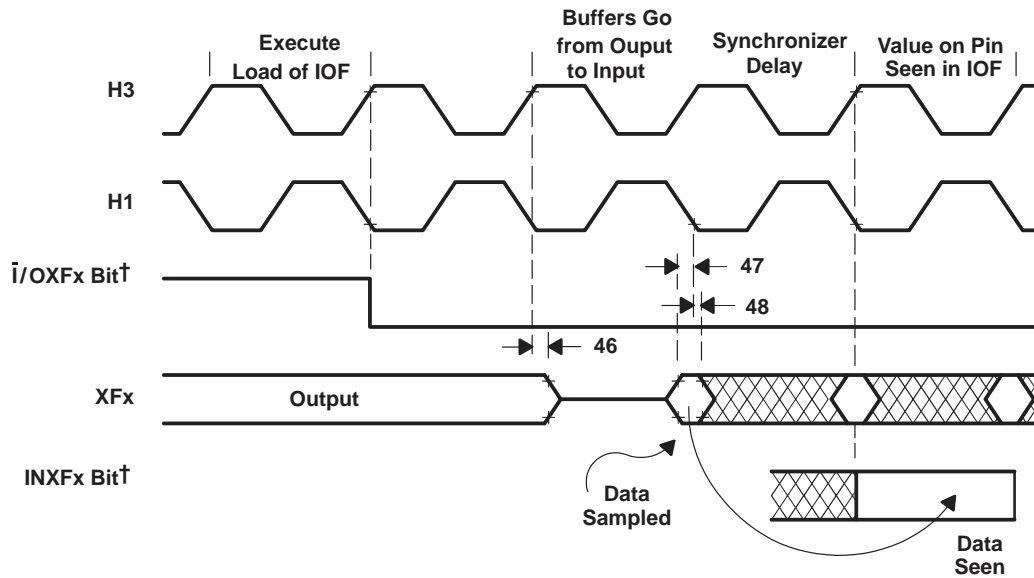 Execute
Load of IOF
Buffers Go
from Ouput
to Input
Synchronizer
Delay
Value on Pin
Seen in IOF
H3
H1
Ī/OXFx Bit†
47
48
46
XFx
Output
INXFx Bit†
Data
Sampled
Data
Seen